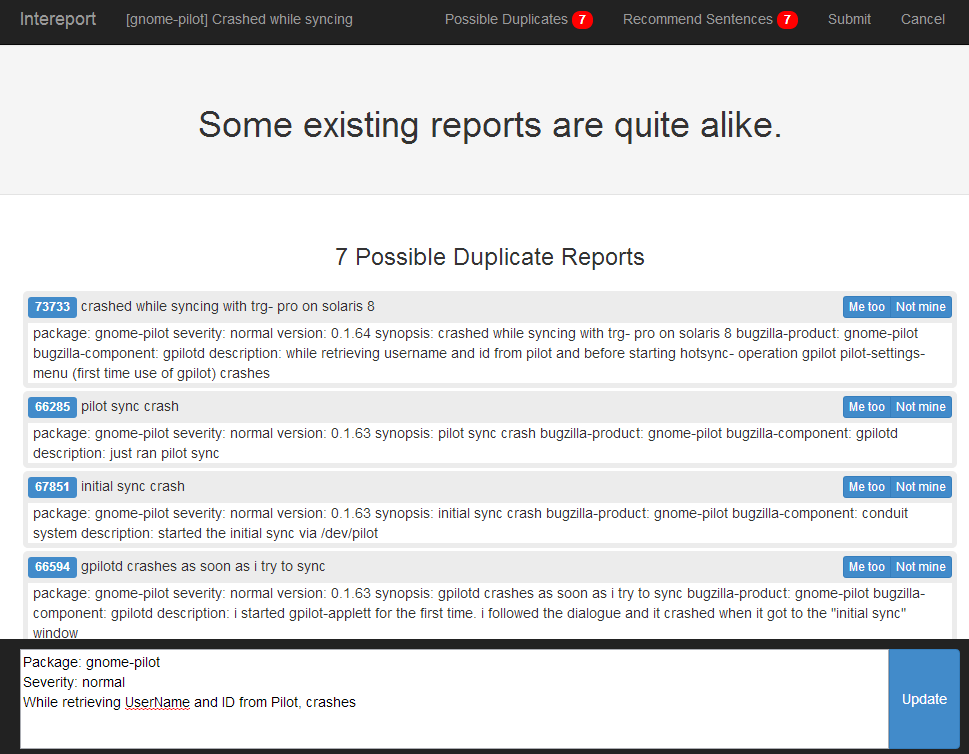 Intereport [gnome-pilot] Crashed while syncing Possible Duplicates 7 Recommend Sentences 7 Submit Cancel
Some existing reports are quite alike.
7 Possible Duplicate Reports
73733 crashed while syncing with trg- pro on solaris 8 Me too Not mine
package: gnome-pilot severity: normal version: 0.1.64 synopsis: crashed while syncing with trg- pro on solaris 8 bugzilla-product: gnome-pilot
bugzilla-component: gpilotd description: while retrieving username and id from pilot and before starting hotsync- operation gpilot pilot-settings-
menu (first time use of gpilot) crashes
66285 pilot sync crash Me too Not mine
package: gnome-pilot severity: normal version: 0.1.63 synopsis: pilot sync crash bugzilla-product: gnome-pilot bugzilla-component: gpilotd
description: just ran pilot sync
67851 initial sync crash Me too Not mine
package: gnome-pilot severity: normal version: 0.1.63 synopsis: initial sync crash bugzilla-product: gnome-pilot bugzilla-component: conduit
system description: started the initial sync via /dev/pilot
66594 gpilotd crashes as soon as i try to sync Me too Not mine
package: gnome-pilot severity: normal version: 0.1.63 synopsis: gpilotd crashes as soon as i try to sync bugzilla-product: gnome-pilot bugzilla-
component: gpilotd description: i started gpilot-applett for the first time. i followed the dialogue and it crashed when it got to the "initial sync"
window
Package: gnome-pilot
Severity: normal
While retrieving UserName and ID from Pilot, crashes
Update